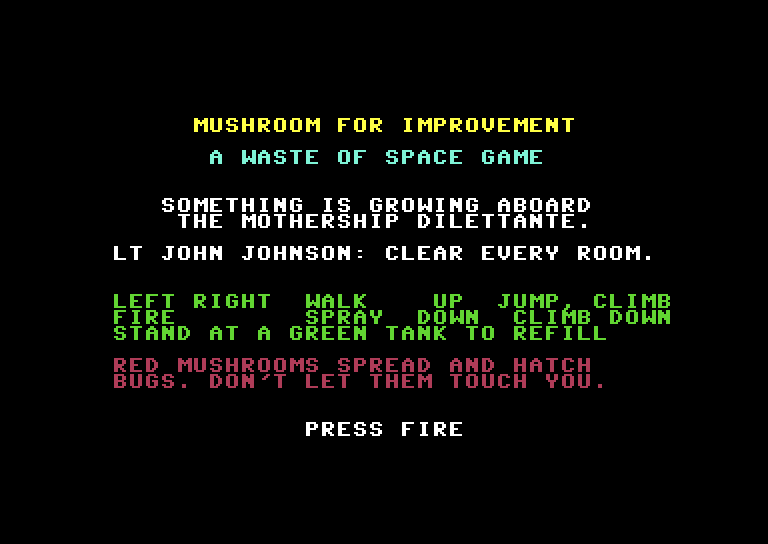 MUSHROOM FOR IMPROVEMENT
A WASTE OF SPACE GAME
SOMETHING IS GROWING ABOARD
THE MOTHERSHIP DILETTANTE.
LT JOHN JOHNSON: CLEAR EVERY ROOM.
LEFT RIGHT  WALK    UP  JUMP, CLIMB
FIRE        SPRAY  DOWN  CLIMB DOWN
STAND AT A GREEN TANK TO REFILL
RED MUSHROOMS SPREAD AND HATCH
BUGS. DON'T LET THEM TOUCH YOU.
PRESS FIRE